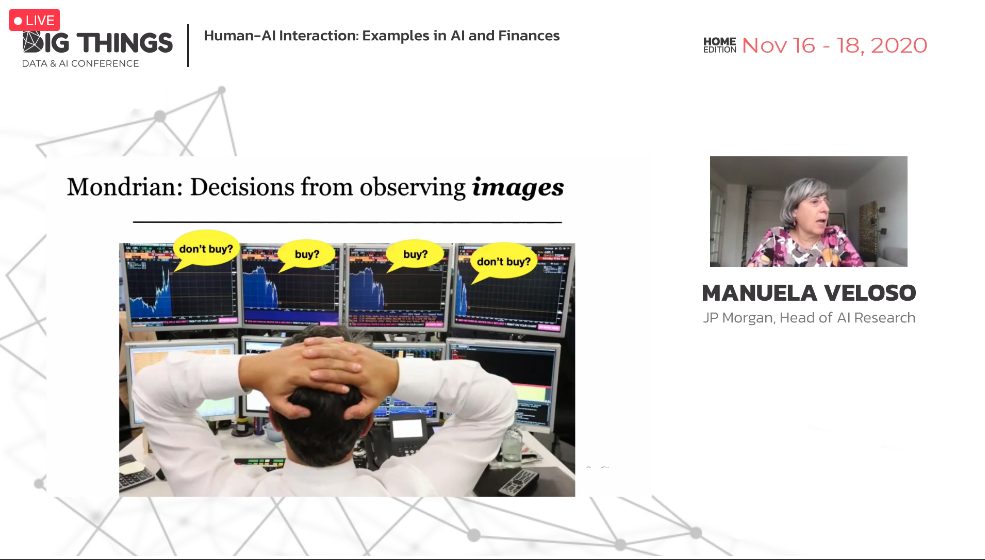 LIVE
BIG THINGS
DATA & AI CONFERENCE
Human-AI Interaction: Examples in AI and Finances
HOME
EDITION
Nov 16 - 18, 2020
Mondrian: Decisions from observing images
don't buy?
buy?
buy?
don't buy?
MANUELA VELOSO
JP Morgan, Head of AI Research